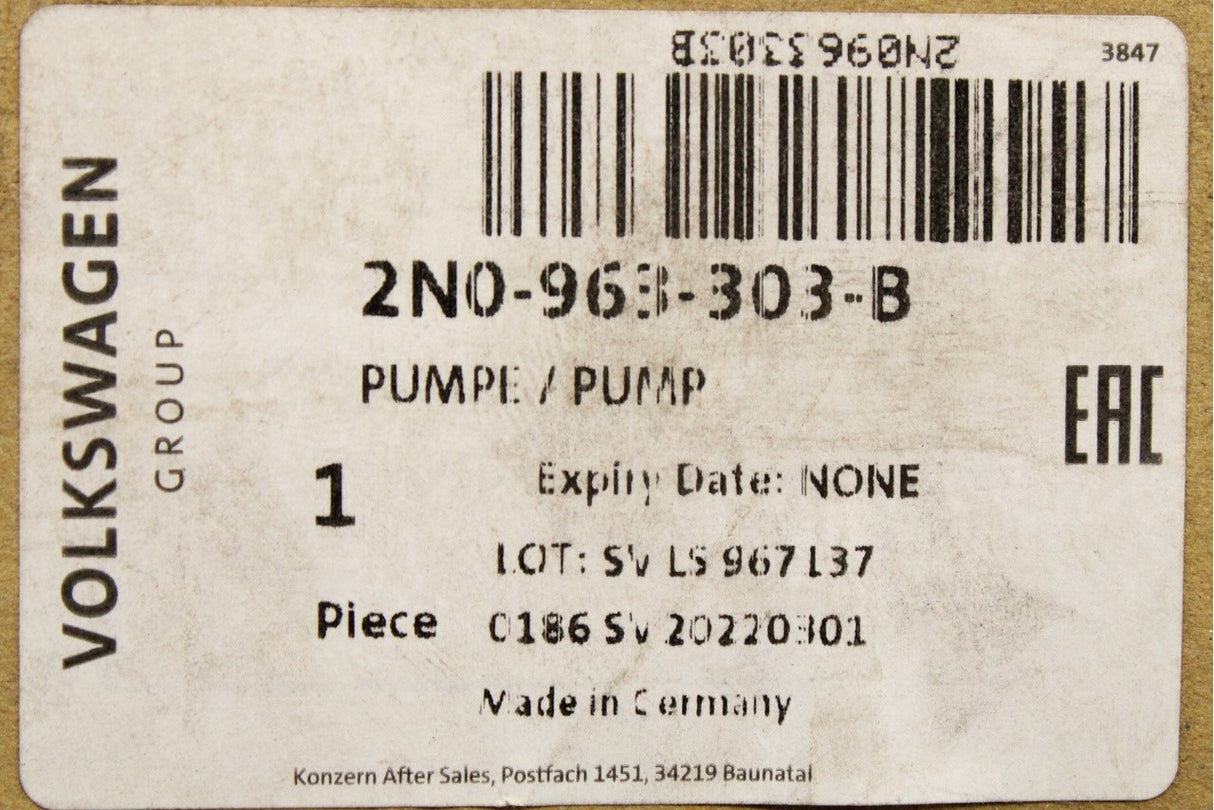 2N0963303B
3847
2N0-963-303-B
PUMPE / PUMP
EAC
VOLKSWAGEN
GROUP
1
Expiry Date: NONE
LOT: SV LS 967137
Piece
0186 SV 20220301
Made in Germany
Konzern After Sales, Postfach 1451, 34219 Baunatal